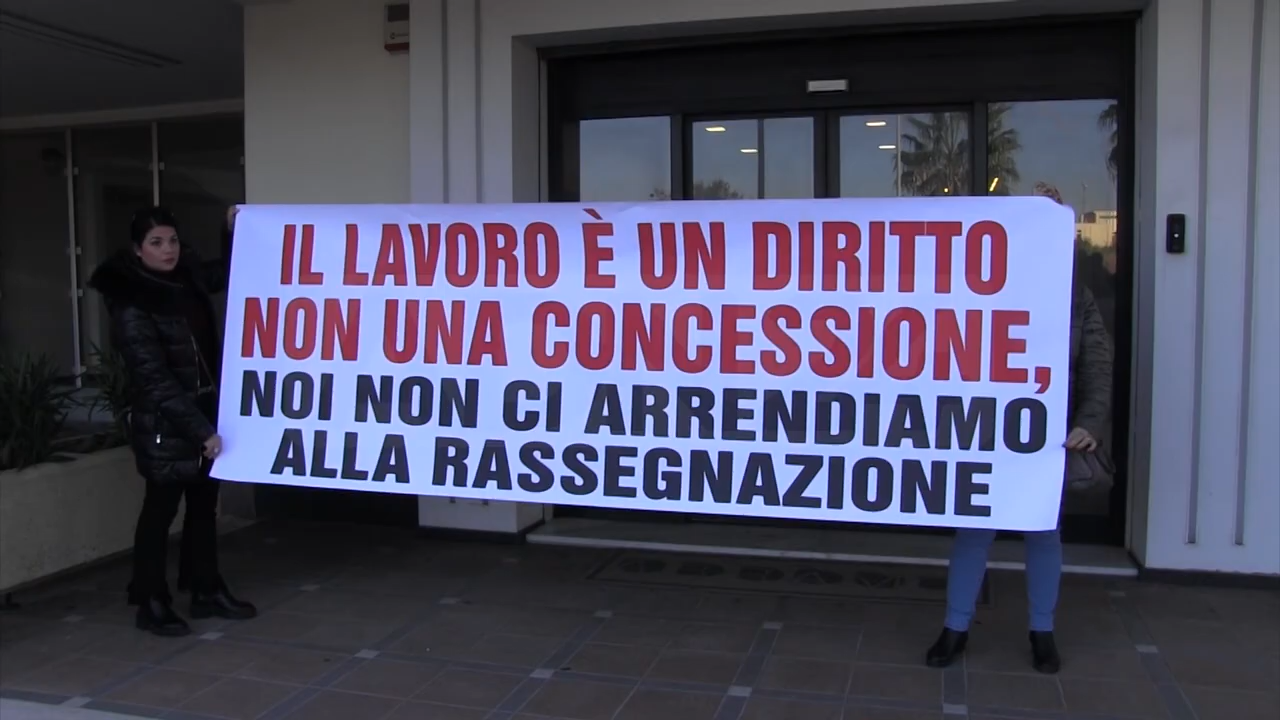 IL LAVORO È UN DIRITTO
NON UNA CONCESSIONE,
NOI NON CI ARRENDIAMO
ALLA RASSEGNAZIONE